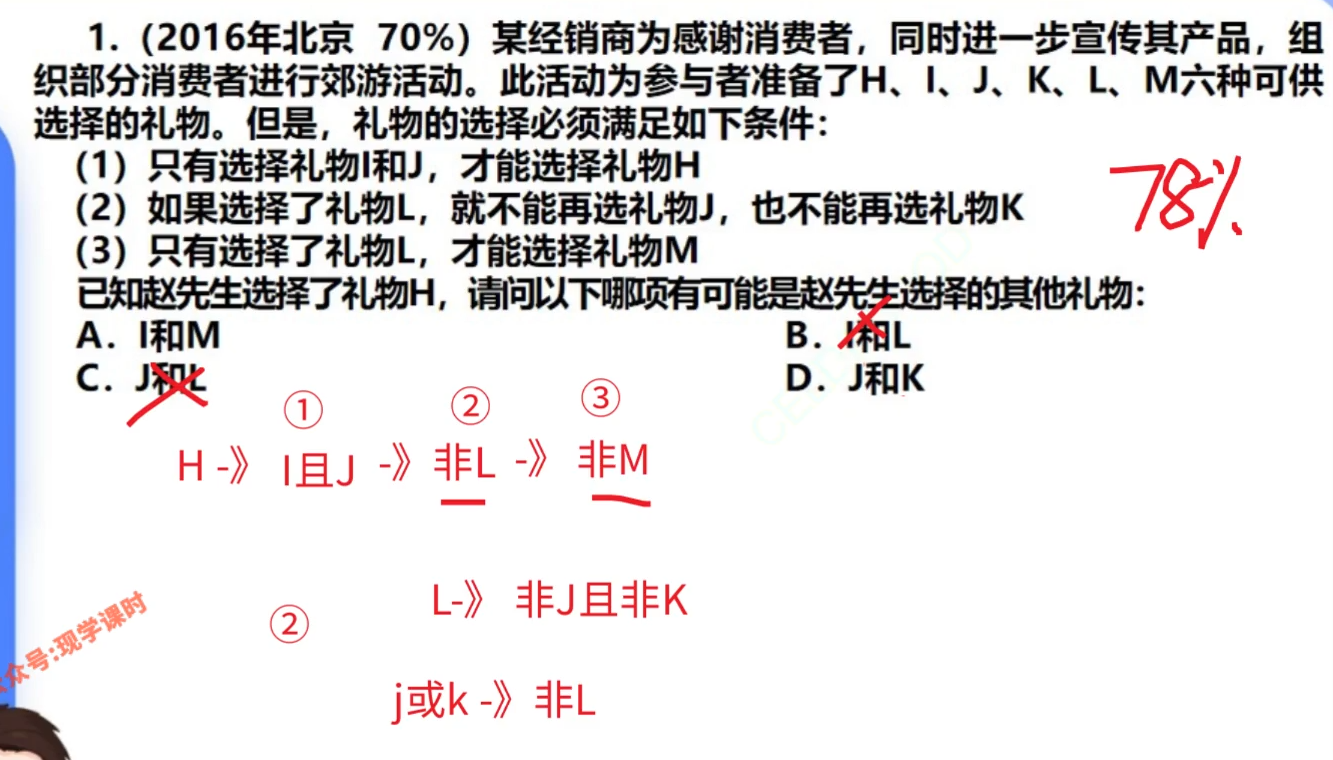 1.（2016年北京 70%）某经销商为感谢消费者，同时进一步宣传其产品，组
织部分消费者进行郊游活动。此活动为参与者准备了H、I、J、K、L、M六种可供
选择的礼物。但是，礼物的选择必须满足如下条件：
（1）只有选择礼物I和J，才能选择礼物H
（2）如果选择了礼物L，就不能再选礼物J，也不能再选礼物K
（3）只有选择了礼物L，才能选择礼物M
78%
已知赵先生选择了礼物H，请问以下哪项有可能是赵先生选择的其他礼物：
A．I和M
B．I和L
C．J和L
D．J和K
① ② ③
H -》 I且J -》 非L -》 非M
L-》 非J且非K
②
j或k -》 非L
众号:现学课时